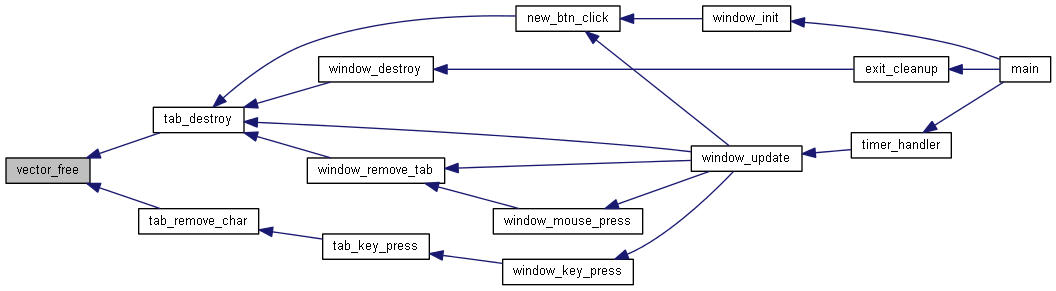 new_btn_click
window_init
window_destroy
exit_cleanup
main
tab_destroy
timer_handler
window_update
vector_free
window_remove_tab
tab_remove_char
window_mouse_press
tab_key_press
window_key_press